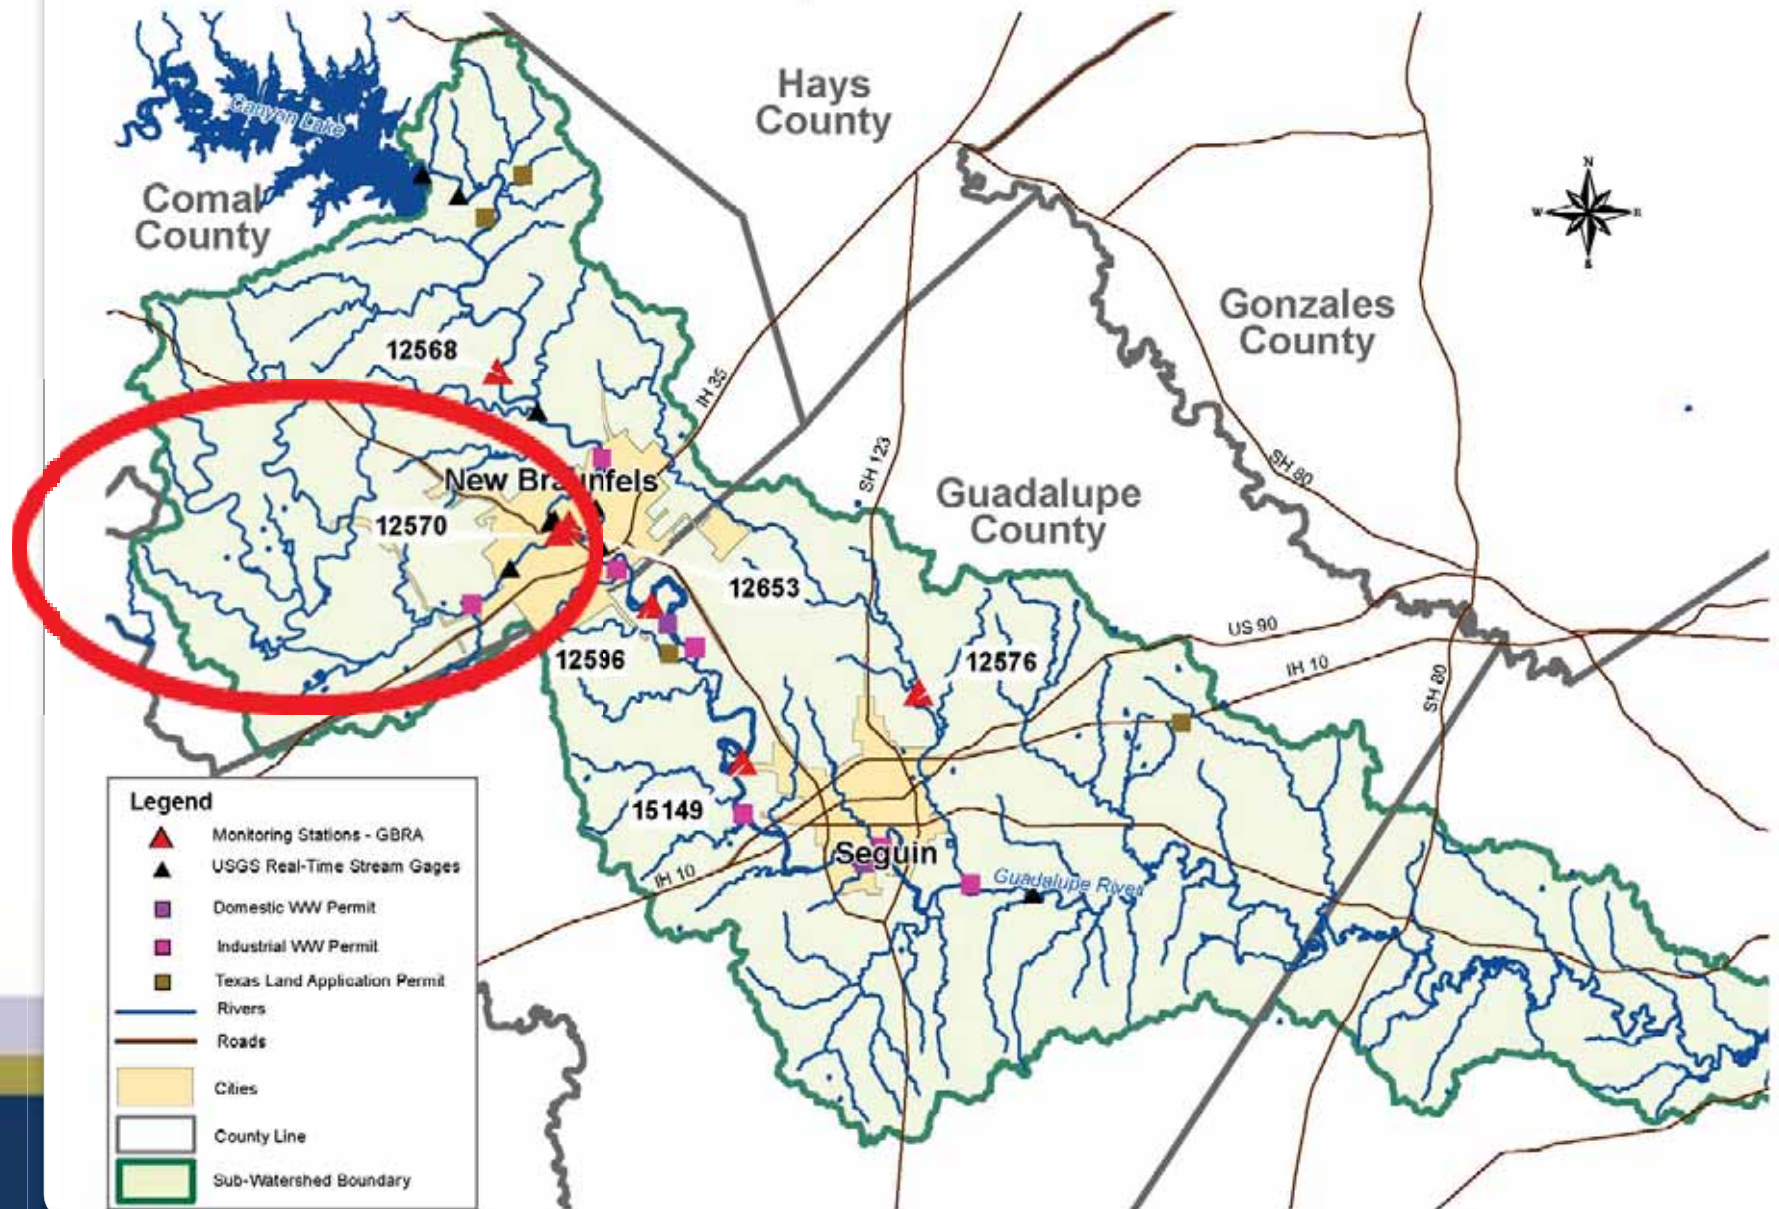 Hays
County
Canyon Lake
N
W
E
S
Comal
County
Gonzales
County
12568
IH 35
SH 123
SH 80
New Braunfels
Guadalupe
County
12570
12653
US 90
12596
12576
IH 10
SH 80
15149
Seguin
IH 10
Guadalupe River
Legend
Monitoring Stations - GBRA
USGS Real-Time Stream Gages
Domestic WW Permit
Industrial WW Permit
Texas Land Application Permit
Rivers
Roads
Cities
County Line
Sub-Watershed Boundary